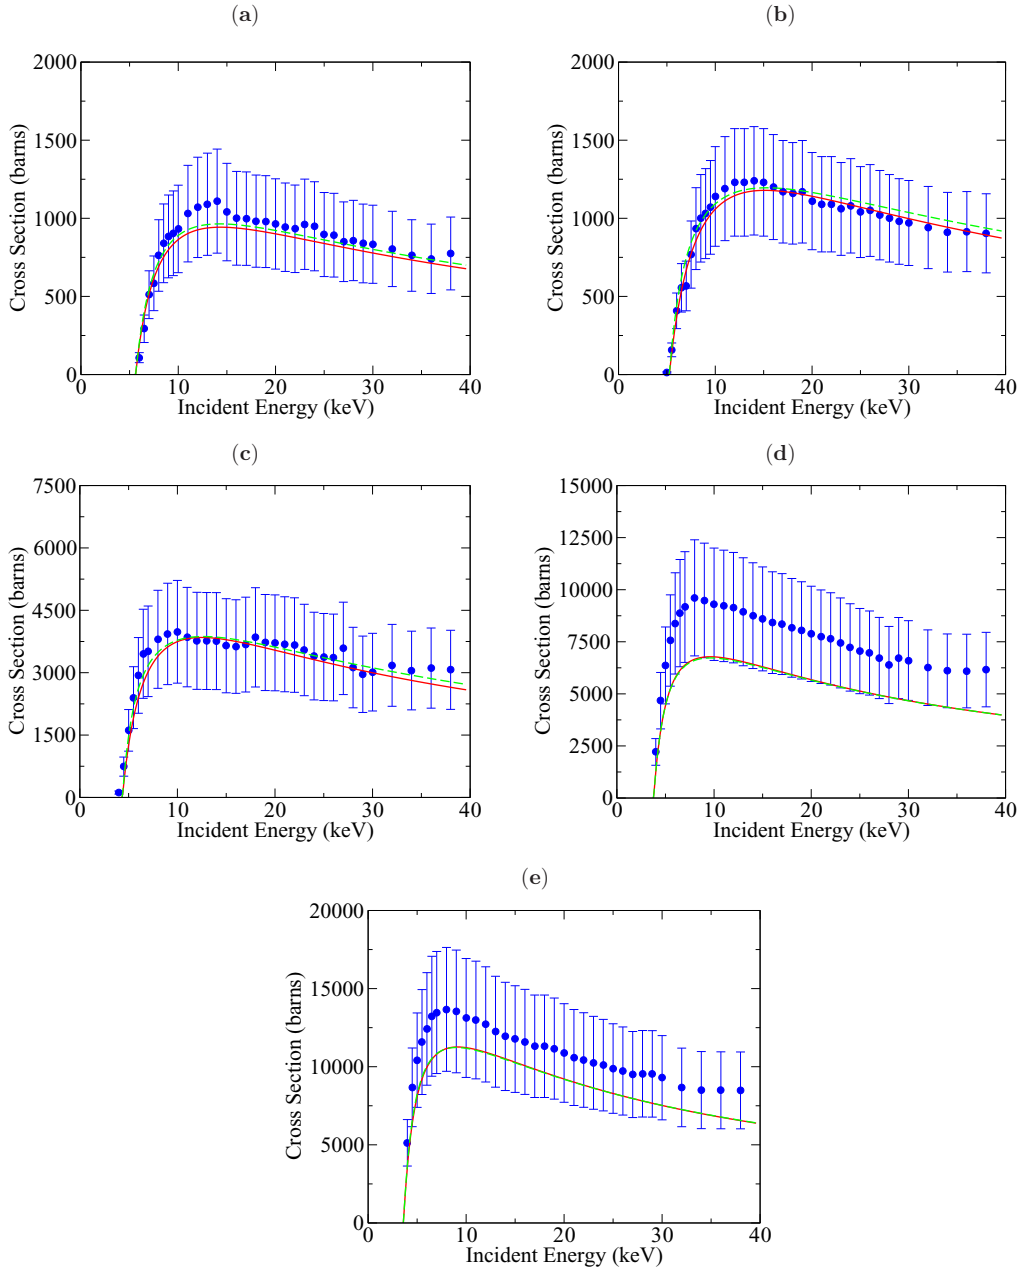 (a)
(b)
2000
1500
1000
500
0
Cross Section (barns)
0 10 20 30 40
Incident Energy (keV)
2000
1500
1000
500
0
Cross Section (barns)
0 10 20 30 40
Incident Energy (keV)
(c)
(d)
7500
6000
4500
3000
1500
0
Cross Section (barns)
0 10 20 30 40
Incident Energy (keV)
15000
12500
10000
7500
5000
2500
0
Cross Section (barns)
0 10 20 30 40
Incident Energy (keV)
(e)
20000
15000
10000
5000
0
Cross Section (barns)
0 10 20 30 40
Incident Energy (keV)